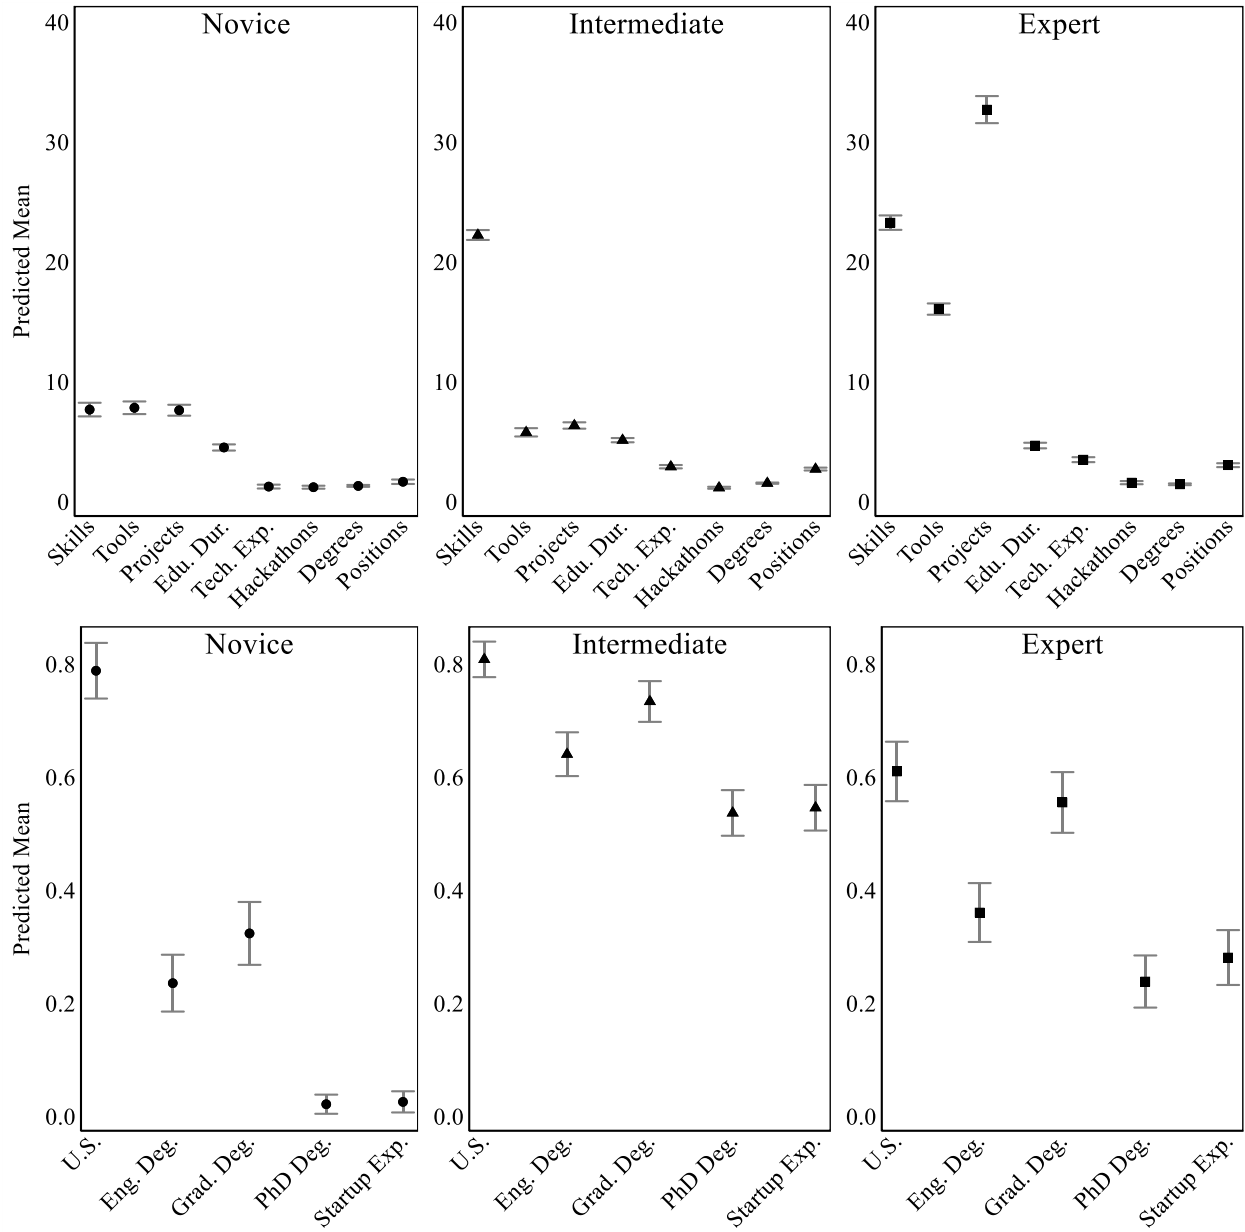 Novice
Intermediate
Expert
Predicted Mean
40
30
20
10
0
40
30
20
10
0
40
30
20
10
0
Skills
Tools
Projects
Edu. Dur.
Tech. Exp.
Hackathons
Degrees
Positions
Skills
Tools
Projects
Edu. Dur.
Tech. Exp.
Hackathons
Degrees
Positions
Skills
Tools
Projects
Edu. Dur.
Tech. Exp.
Hackathons
Degrees
Positions
Novice
Intermediate
Expert
Predicted Mean
0.8
0.6
0.4
0.2
0.0
0.8
0.6
0.4
0.2
0.0
0.8
0.6
0.4
0.2
0.0
U.S.
Eng. Deg.
Grad. Deg.
PhD Deg.
Startup Exp.
U.S.
Eng. Deg.
Grad. Deg.
PhD Deg.
Startup Exp.
U.S.
Eng. Deg.
Grad. Deg.
PhD Deg.
Startup Exp.